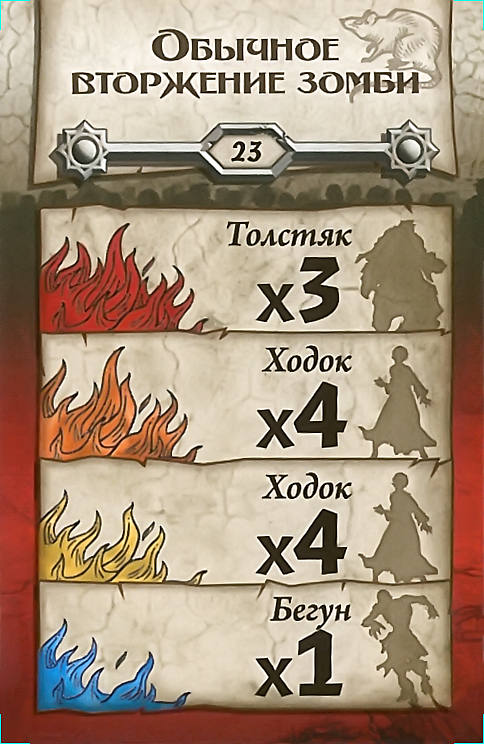 Обычное
вторжение зомби
23
Толстяк
x3
Ходок
x4
Ходок
x4
Бегун
x1